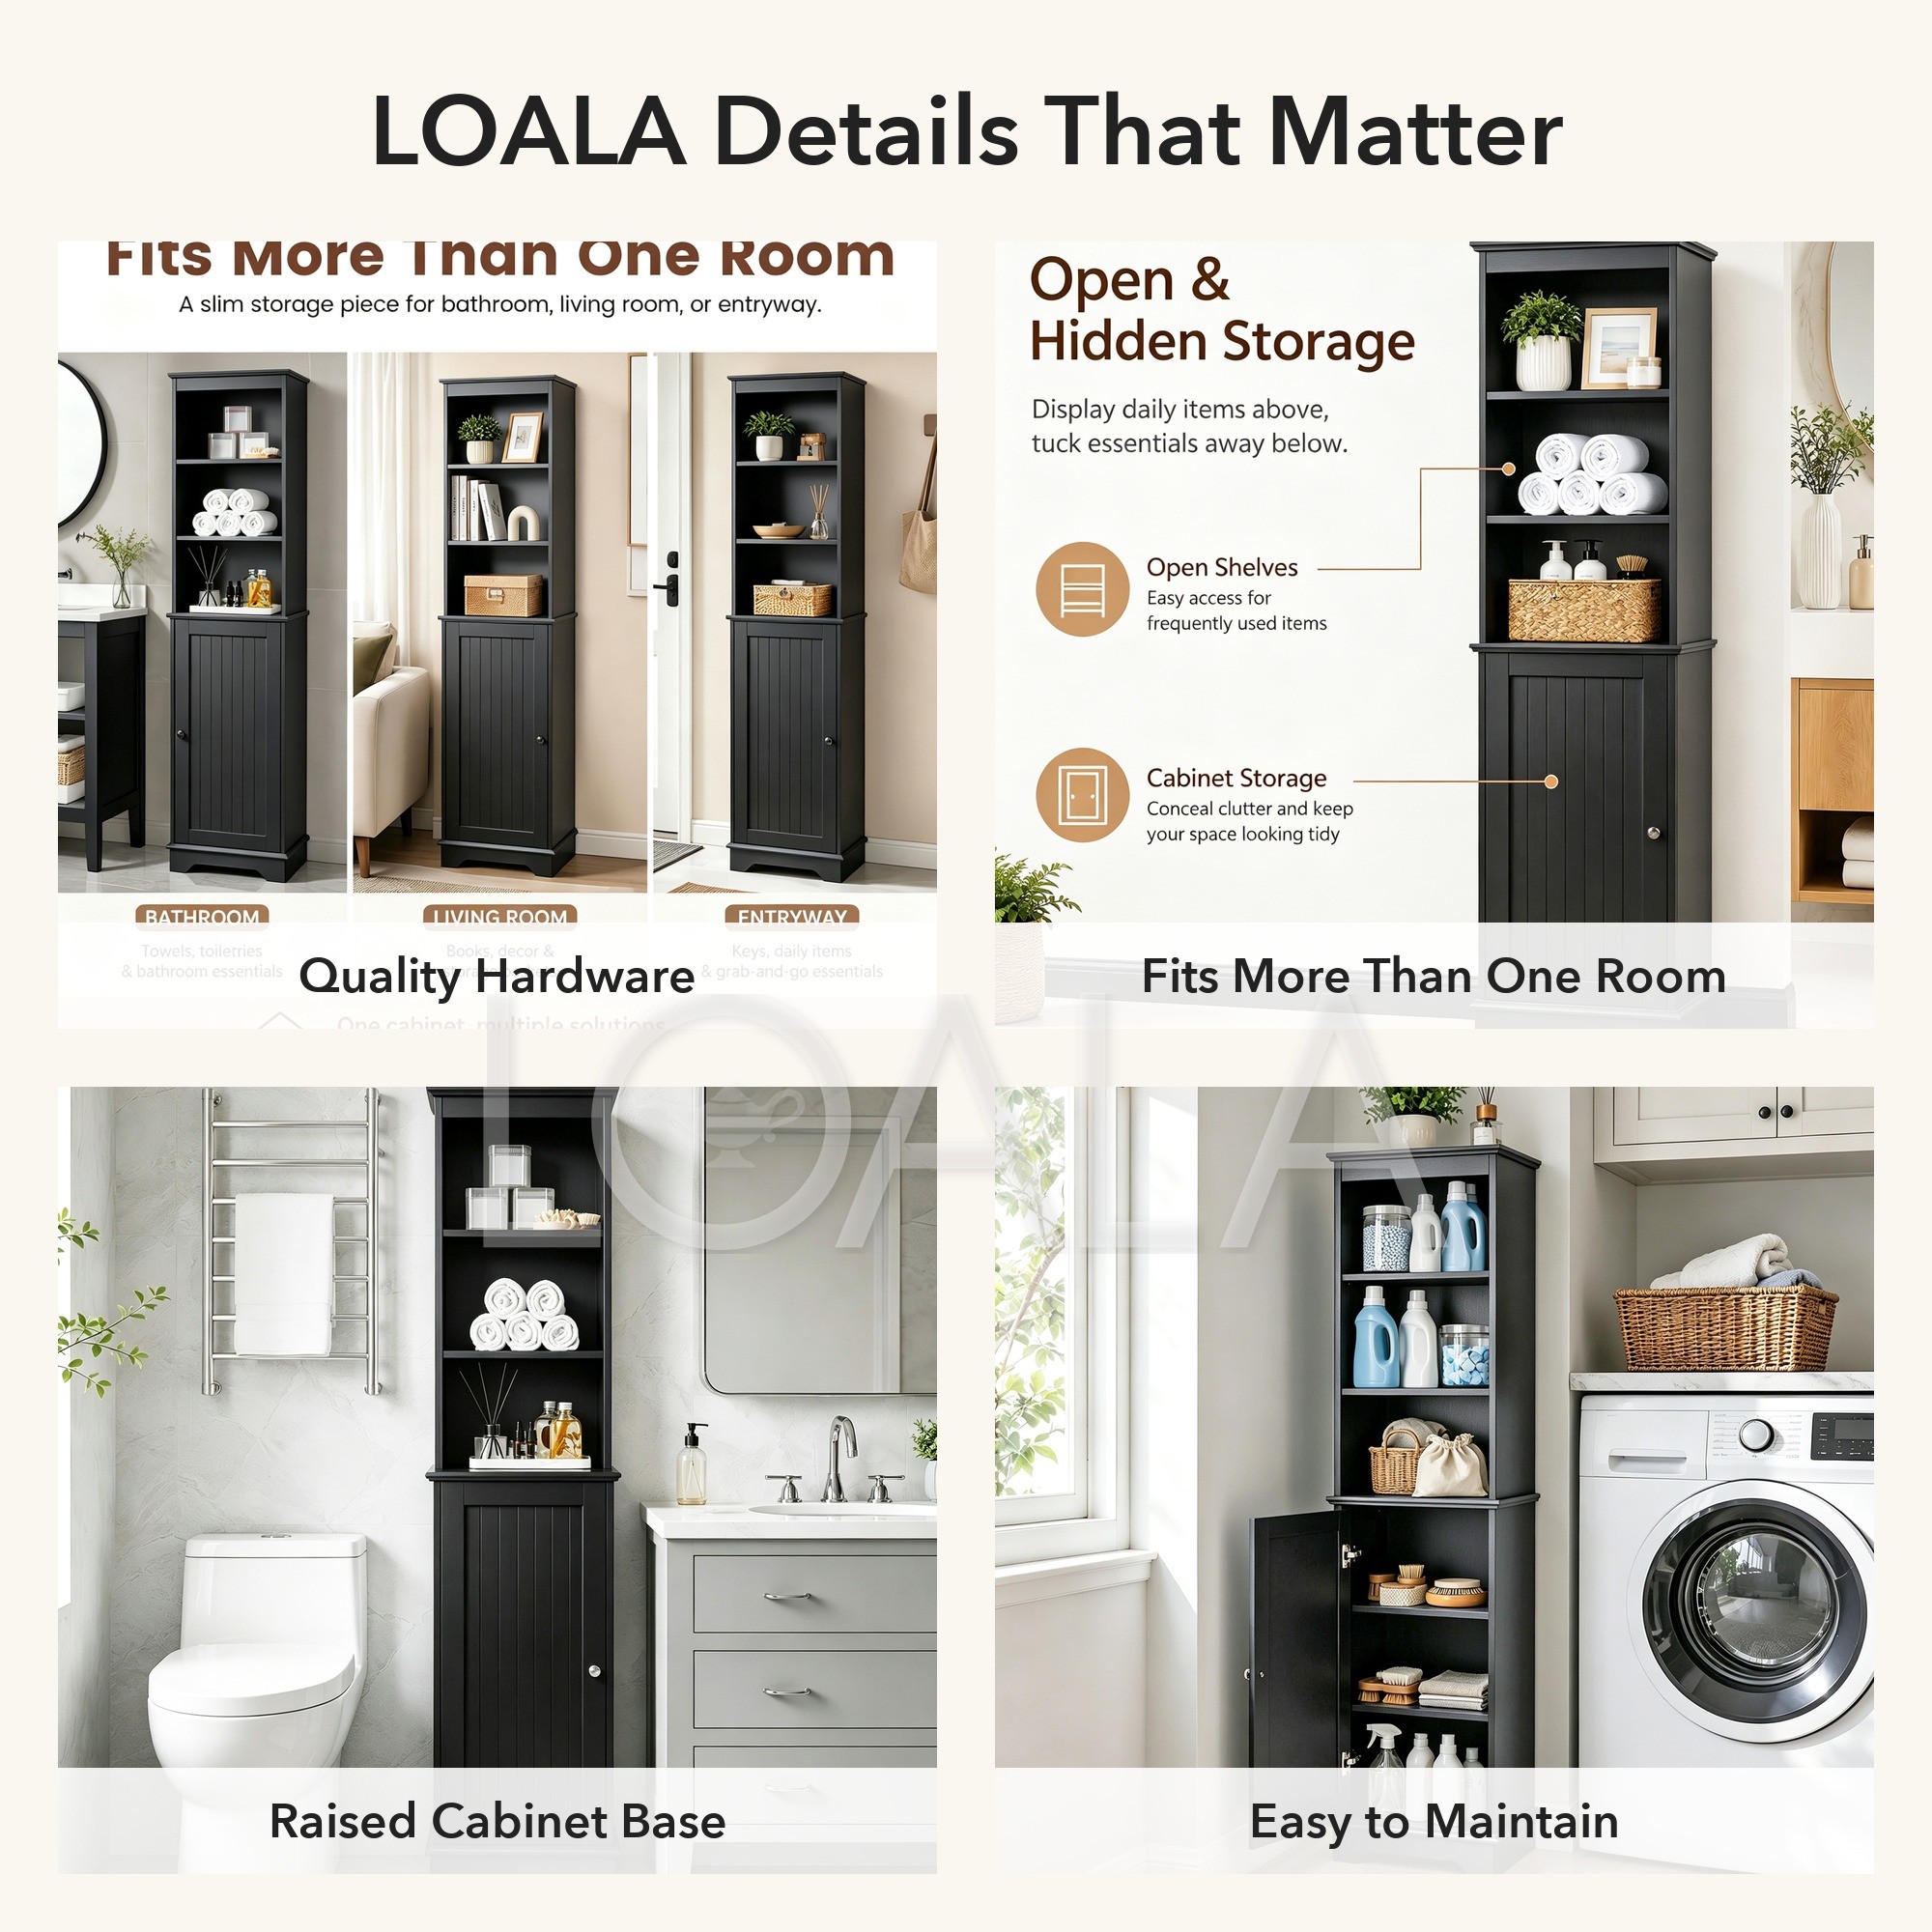 LOALA Details That Matter
Fits More Than One Room
A slim storage piece for bathroom, living room, or entryway.
BATHROOM
Towels, toiletries
& bathroom essentials
LIVING ROOM
Books, decor &
ENTRYWAY
Keys, daily items
& grab-and-go essentials
Quality Hardware
One cabinet, multiple solutions
Open &
Hidden Storage
Display daily items above,
tuck essentials away below.
Open Shelves
Easy access for
frequently used items
Cabinet Storage
Conceal clutter and keep
your space looking tidy
Fits More Than One Room
LOALA
Raised Cabinet Base
Easy to Maintain